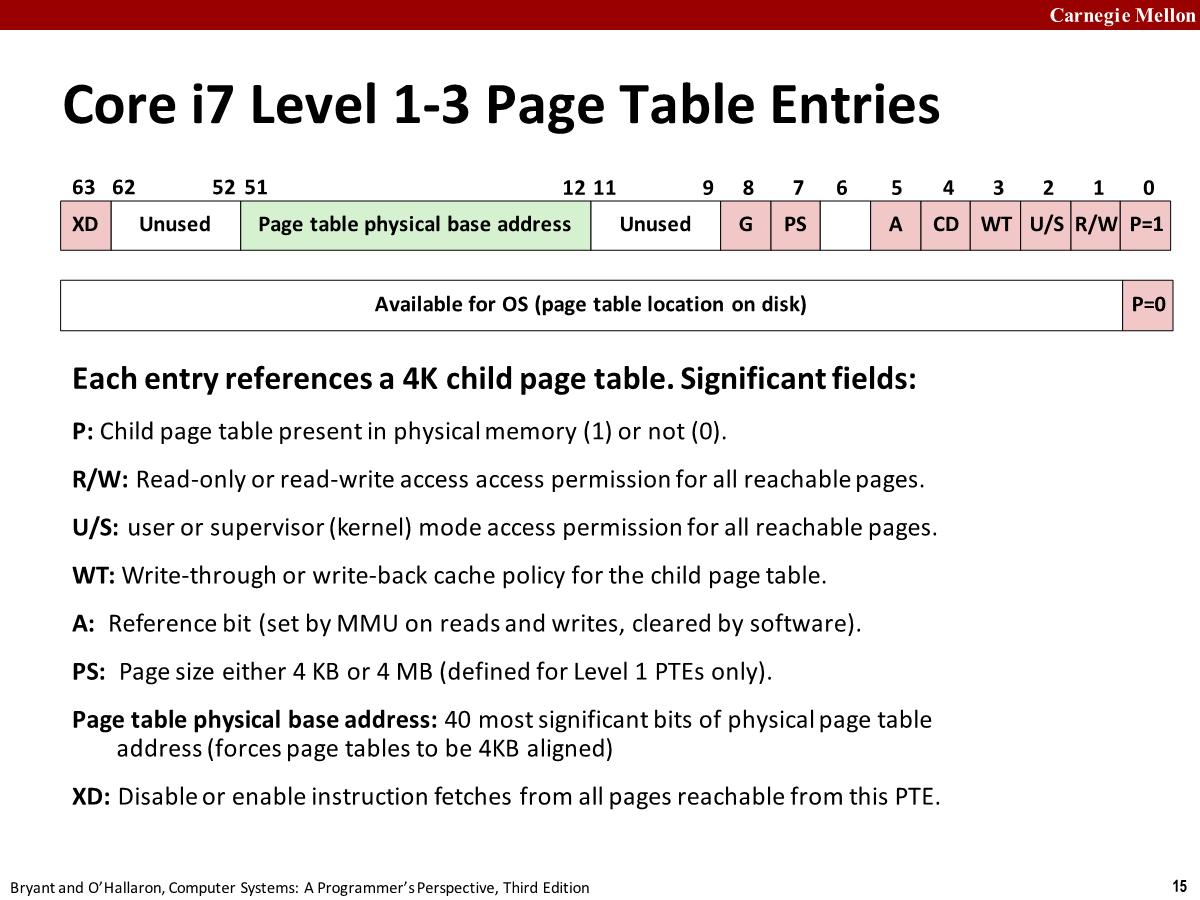 Carnegie Mellon
Core i7 Level 1-3 Page Table Entries
63 62 52 51 12 11 9 8 7 6 5 4 3 2 1 0
XD Unused Page table physical base address Unused G PS A CD WT U/S R/W P=1
Available for OS (page table location on disk) P=0
Each entry references a 4K child page table. Significant fields:
P: Child page table present in physical memory (1) or not (0).
R/W: Read-only or read-write access access permission for all reachable pages.
U/S: user or supervisor (kernel) mode access permission for all reachable pages.
WT: Write-through or write-back cache policy for the child page table.
A: Reference bit (set by MMU on reads and writes, cleared by software).
PS: Page size either 4 KB or 4 MB (defined for Level 1 PTEs only).
Page table physical base address: 40 most significant bits of physical page table
address (forces page tables to be 4KB aligned)
XD: Disable or enable instruction fetches from all pages reachable from this PTE.
Bryant and O’Hallaron, Computer Systems: A Programmer’s Perspective, Third Edition
15